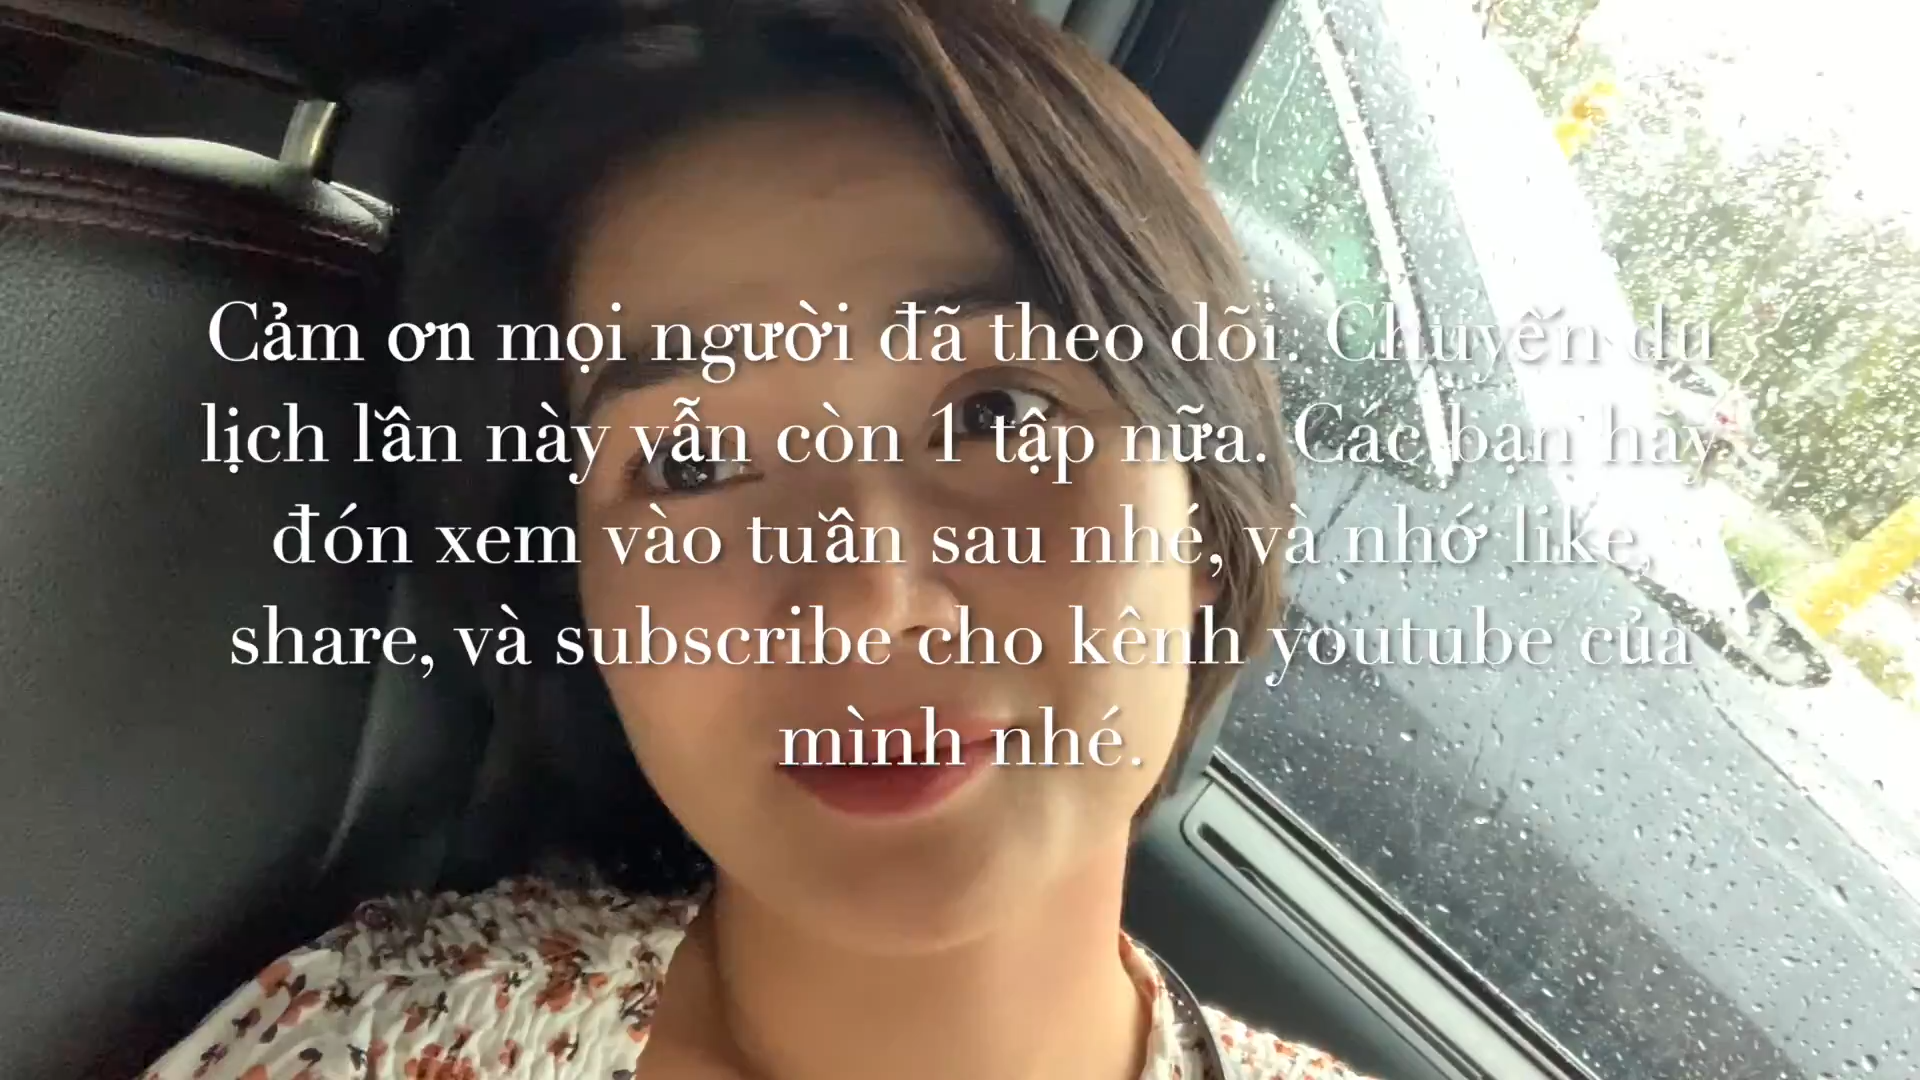 Cảm ơn mọi người đã theo dõi. Chuyến du
lịch lần này vẫn còn 1 tập nữa. Các bạn hãy
đón xem vào tuần sau nhé, và nhớ like,
share, và subscribe cho kênh youtube của
mình nhé.